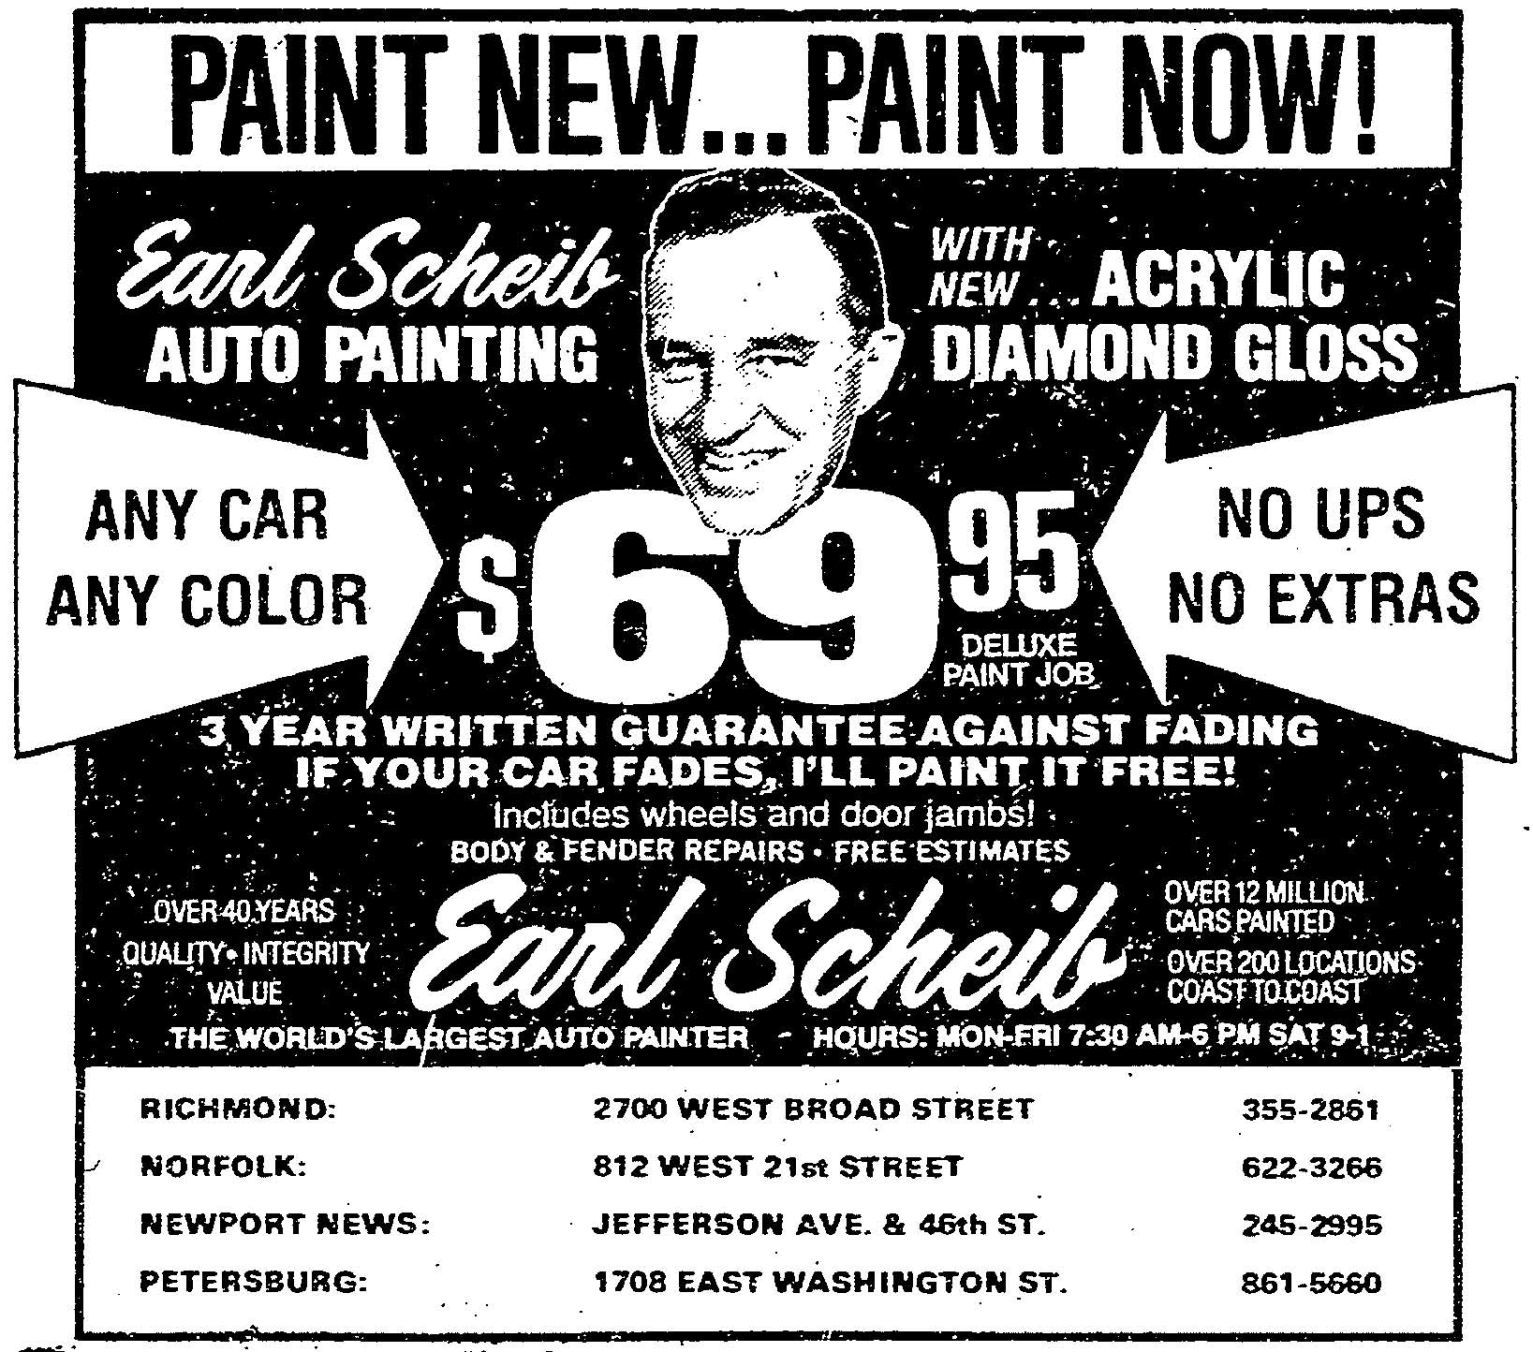 PAINT NEW...PAINT NOW!
Earl Scheib
AUTO PAINTING
WITH
NEW... ACRYLIC
DIAMOND GLOSS
ANY CAR
ANY COLOR
$69 95
DELUXE
PAINT JOB
NO UPS
NO EXTRAS
3 YEAR WRITTEN GUARANTEE AGAINST FADING
IF YOUR CAR FADES, I'LL PAINT IT FREE!
Includes wheels and door jambs!
BODY & FENDER REPAIRS • FREE ESTIMATES
OVER 40 YEARS
QUALITY • INTEGRITY
VALUE
Earl Scheib
OVER 12 MILLION
CARS PAINTED
OVER 200 LOCATIONS
COAST TO COAST
THE WORLD'S LARGEST AUTO PAINTER - HOURS: MON-FRI 7:30 AM-6 PM SAT 9-1
RICHMOND: 2700 WEST BROAD STREET 355-2861
NORFOLK: 812 WEST 21st STREET 622-3266
NEWPORT NEWS: JEFFERSON AVE. & 46th ST. 245-2995
PETERSBURG: 1708 EAST WASHINGTON ST. 861-5660